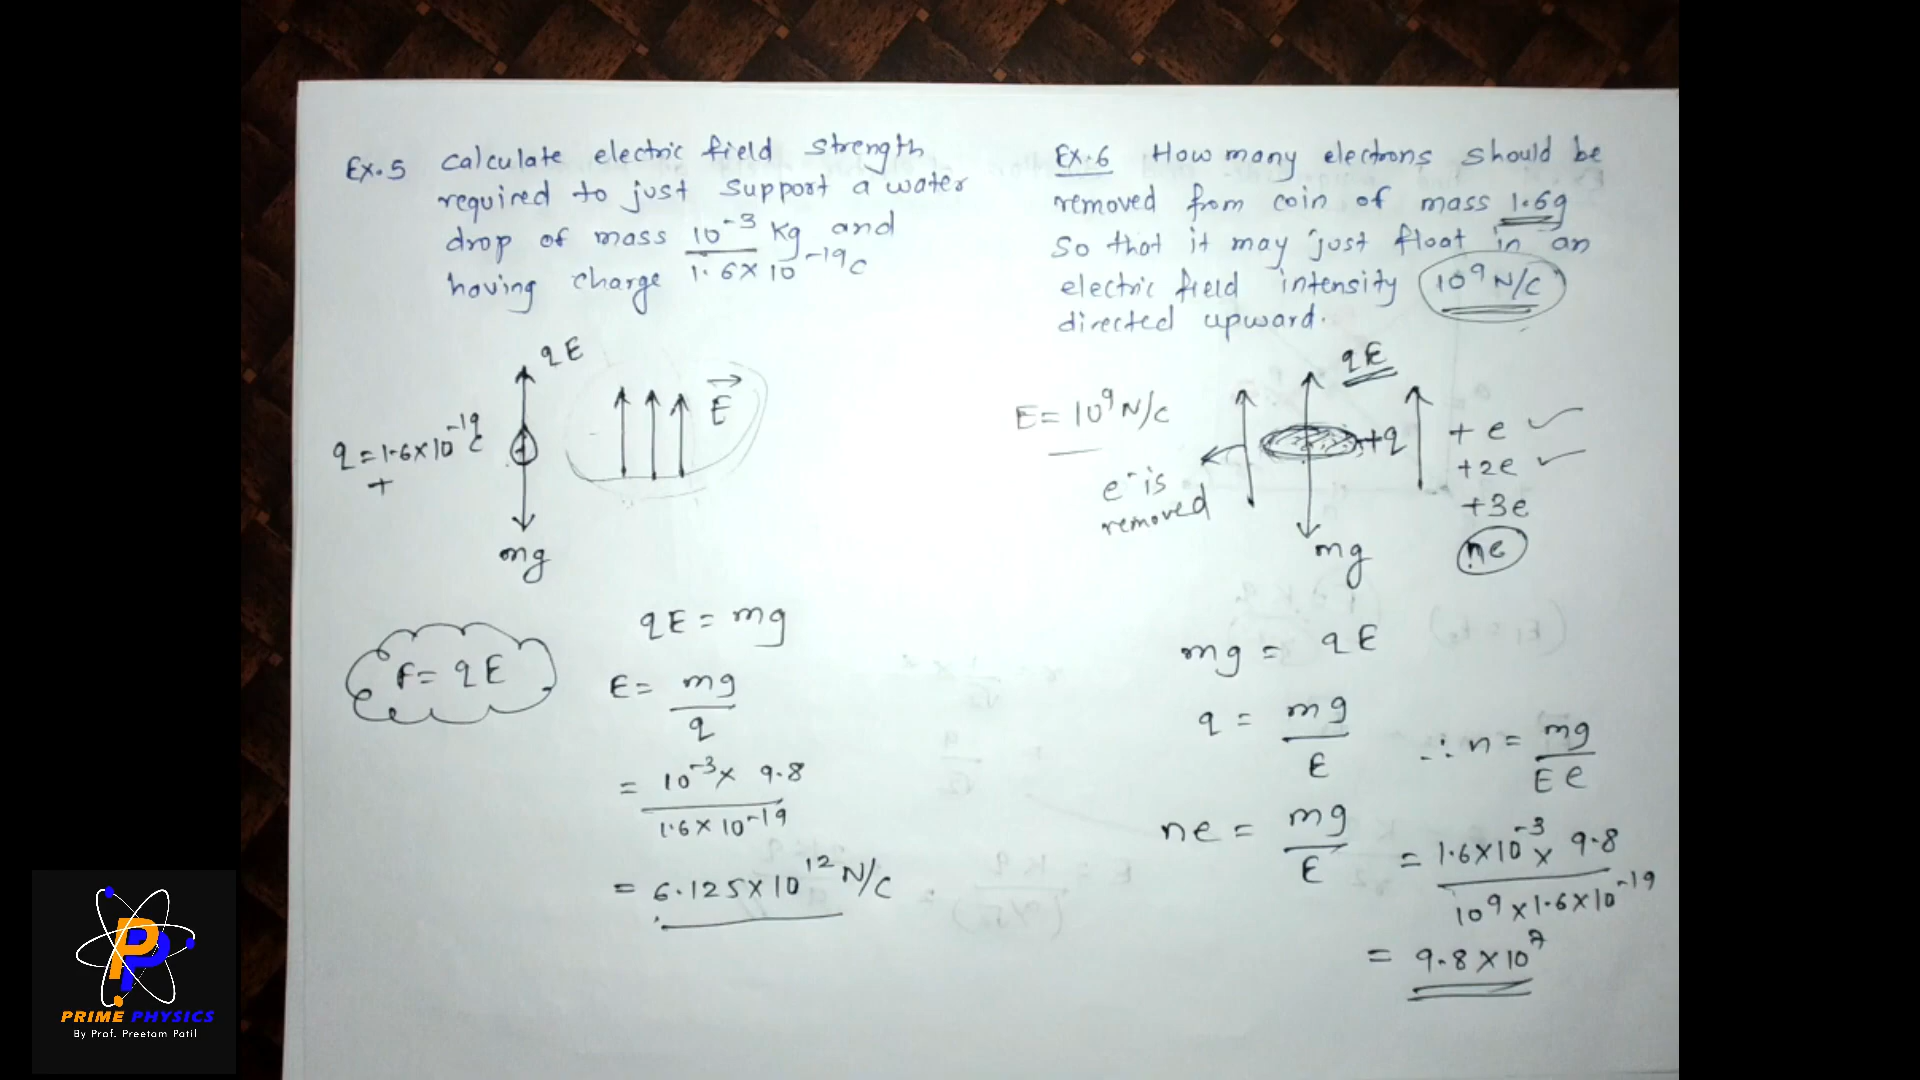 Ex.5 Calculate electric field strength
required to just support a water
drop of mass 10⁻³ kg and
having charge 1.6×10⁻¹⁹c
qE
E
q=1.6×10⁻¹⁹c
+
mg
F= qE
qE = mg
E= mg/q
= 10⁻³× 9.8 / 1.6×10⁻¹⁹
= 6.125×10¹² N/C
Ex.6 How many electrons should be
removed from coin of mass 1.6g
So that it may just float in an
electric field intensity 10⁹ N/C
directed upward.
qE
E= 10⁹N/c
+q
+ e
+2e
+3e
ne
e⁻ is
removed
mg
mg = qE
q = mg/E
ne = mg/E
∴ n = mg/Ee
= 1.6×10⁻³ × 9.8 / 10⁹×1.6×10⁻¹⁹
= 9.8×10⁷
PP
PRIME PHYSICS
By Prof. Preetam Patil